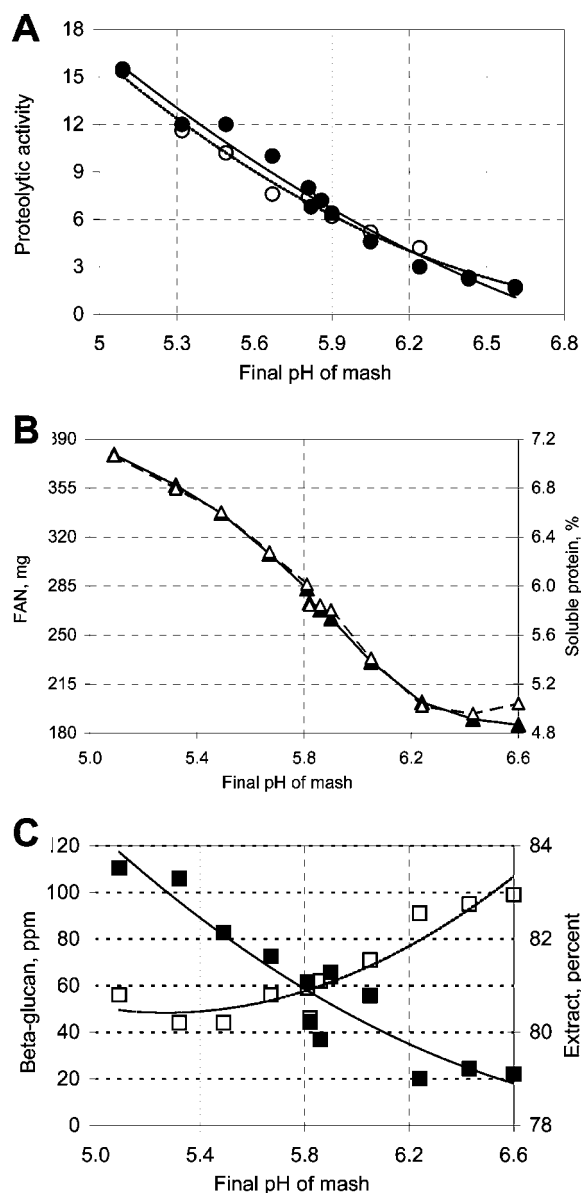 A
18
15
12
9
6
3
0
Proteolytic activity
5 5.3 5.6 5.9 6.2 6.5 6.8
Final pH of mash
B
390 7.2
355 6.8
320 6.4
285 6.0
250 5.6
215 5.2
180 4.8
FAN, mg
Soluble protein, %
5.0 5.4 5.8 6.2 6.6
Final pH of mash
C
120 84
100
80 82
60
40 80
20
0 78
Beta-glucan, ppm
Extract, percent
5.0 5.4 5.8 6.2 6.6
Final pH of mash